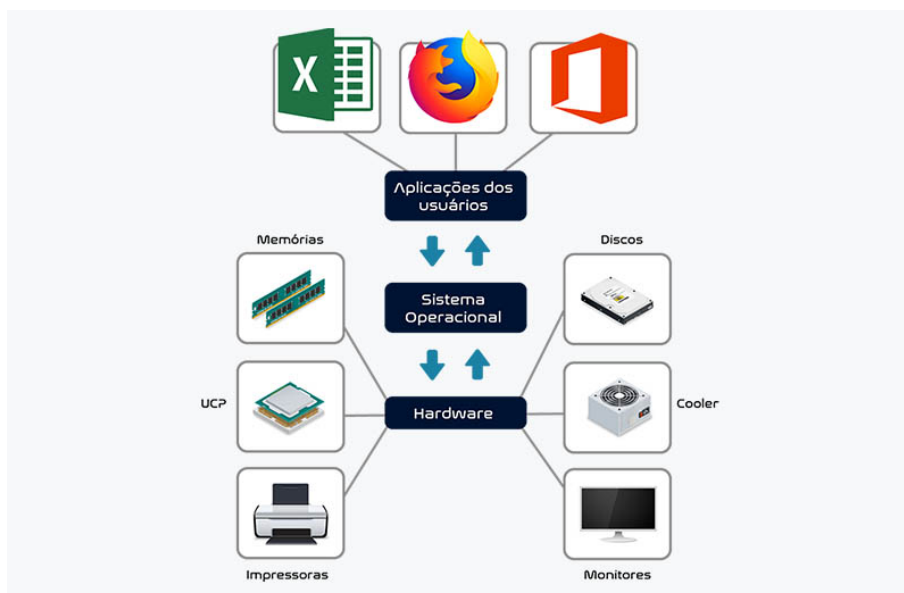 X
Aplicações dos
usuários
Memórias
Discos
Sistema
Operacional
UCP
Hardware
Cooler
Impressoras
Monitores